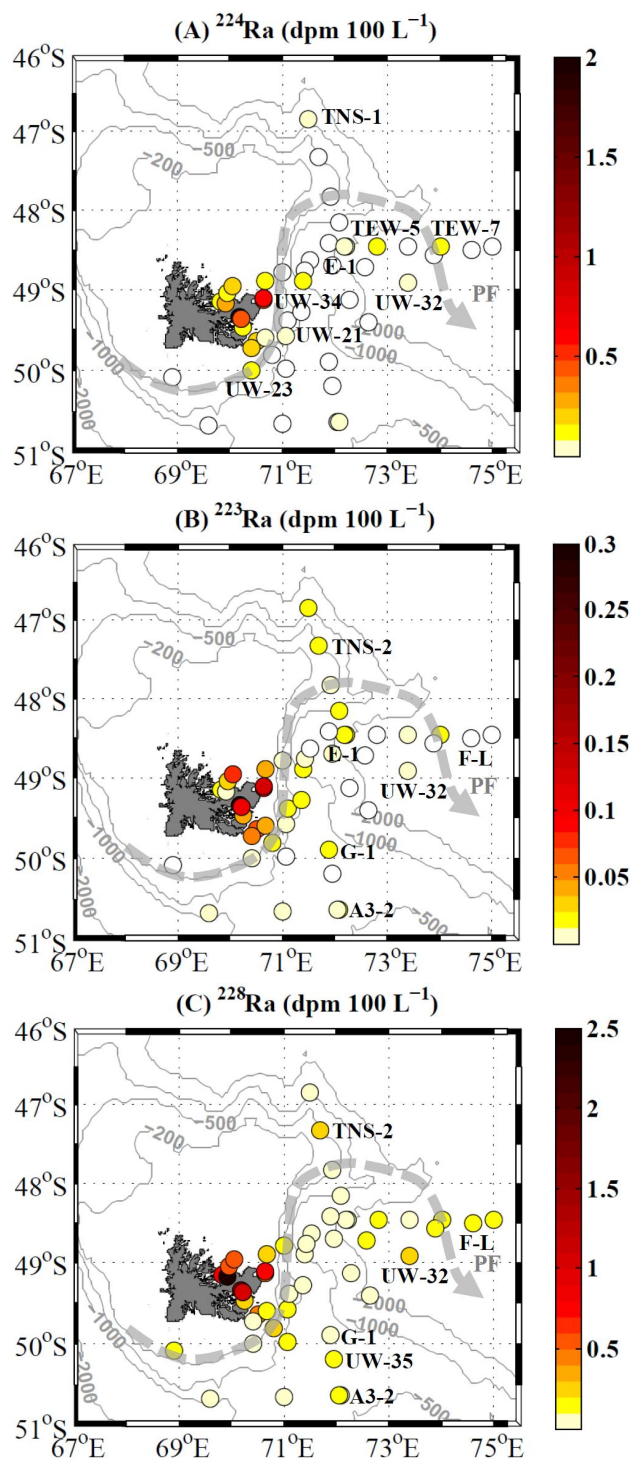 (A) ²²⁴Ra (dpm 100 L⁻¹)
46°S
47°S
48°S
49°S
50°S
51°S
67°E
69°E
71°E
73°E
75°E
2
1.5
1
0.5
TNS-1
−500
−200
TEW-5
TEW-7
E-1
UW-34
UW-32
PF
UW-21
−2000
−1000
UW-23
−1000
−2000
−500
(B) ²²³Ra (dpm 100 L⁻¹)
46°S
47°S
48°S
49°S
50°S
51°S
67°E
69°E
71°E
73°E
75°E
0.3
0.25
0.2
0.15
0.1
0.05
−500
−200
TNS-2
E-1
F-L
UW-32
PF
−2000
−1000
G-1
−1000
−2000
A3-2
−500
(C) ²²⁸Ra (dpm 100 L⁻¹)
46°S
47°S
48°S
49°S
50°S
51°S
67°E
69°E
71°E
73°E
75°E
2.5
2
1.5
1
0.5
0
−500
−200
TNS-2
F-L
UW-32
PF
−2000
−1000
G-1
UW-35
−1000
−2000
A3-2
−500